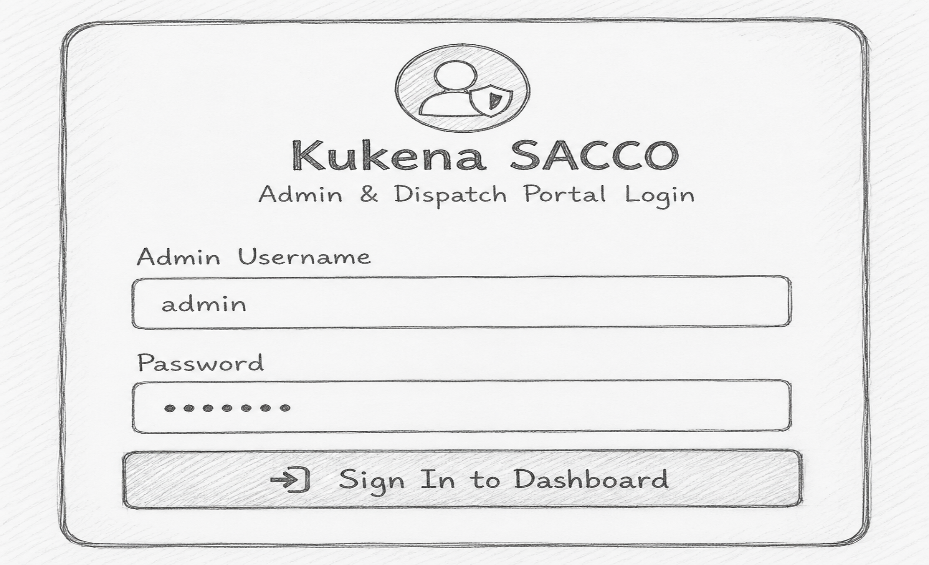 Kukena SACCO
Admin & Dispatch Portal Login
Admin Username
admin
Password
•••••••
Sign In to Dashboard